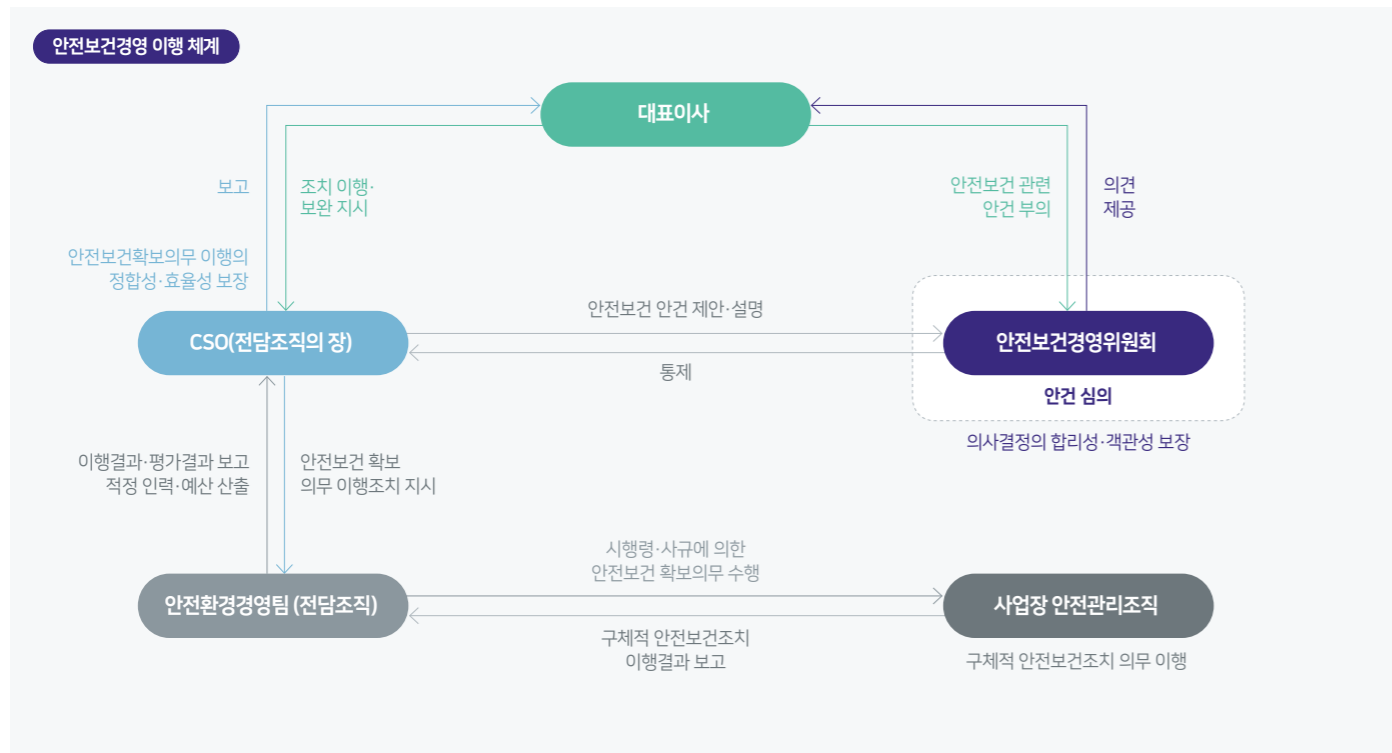 안전보건경영 이행 체계
대표이사
보고
조치 이행·
보완 지시
안전보건 관련
안건 부의
의견
제공
안전보건확보의무 이행의
정합성·효율성 보장
CSO(전담조직의 장)
안전보건 안건 제안·설명
통제
안전보건경영위원회
안건 심의
의사결정의 합리성·객관성 보장
이행결과·평가결과 보고
적정 인력·예산 산출
안전보건 확보
의무 이행조치 지시
시행령·사규에 의한
안전보건 확보의무 수행
안전환경경영팀 (전담조직)
구체적 안전보건조치
이행결과 보고
사업장 안전관리조직
구체적 안전보건조치 의무 이행